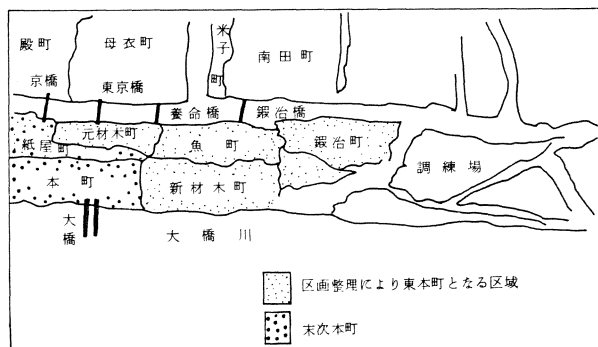 殿町
母衣町
米子町
南田町
京橋
東京橋
養命橋
鍛冶橋
元材木町
紙屋町
魚町
鍛冶町
調練場
本町
新材木町
大橋
大橋川
区画整理により東本町となる区域
末次本町